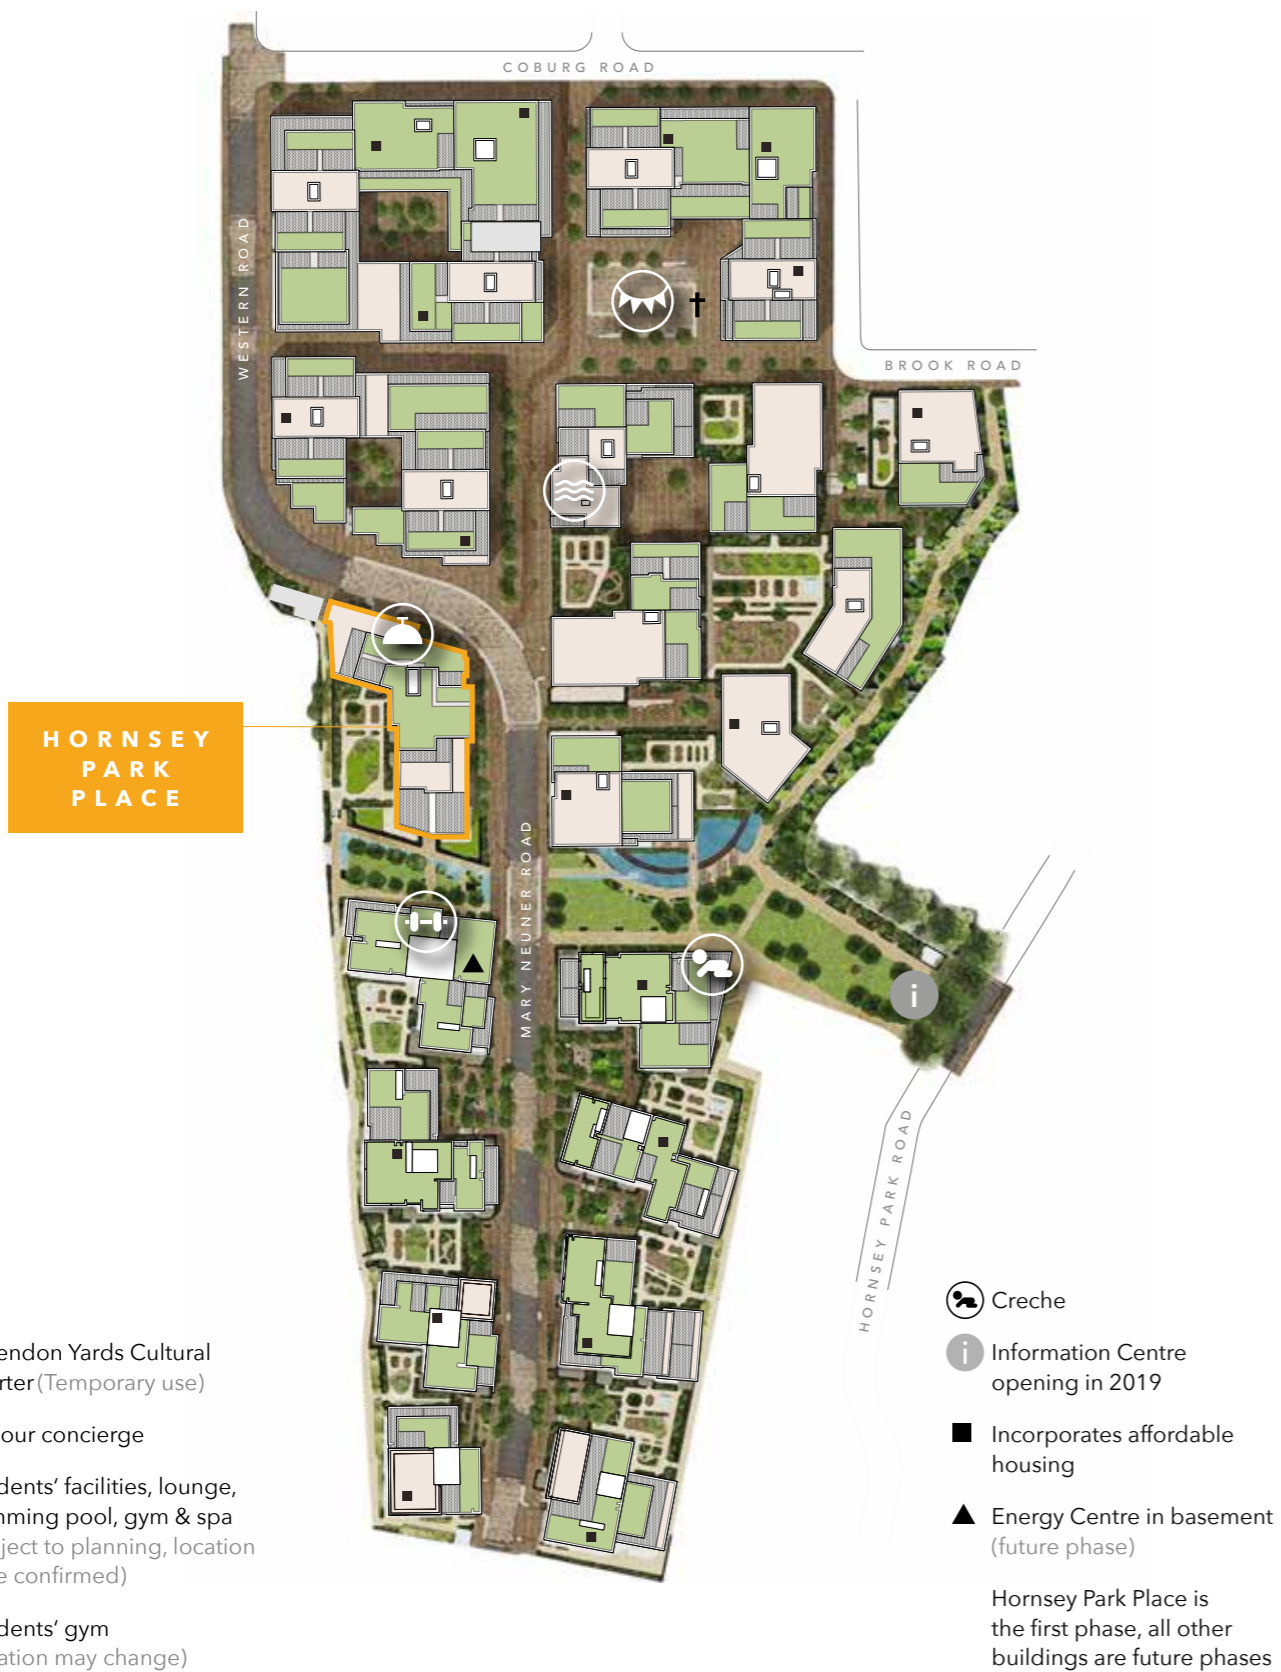 COBURG ROAD
WESTERN ROAD
BROOK ROAD
HORNSEY
PARK
PLACE
MARY NEUNER ROAD
i
HORNSEY PARK ROAD
endon Yards Cultural
rter (Temporary use)
our concierge
dents' facilities, lounge,
nming pool, gym & spa
ject to planning, location
e confirmed)
dents' gym
ation may change)
Creche
i Information Centre
opening in 2019
Incorporates affordable
housing
Energy Centre in basement
(future phase)
Hornsey Park Place is
the first phase, all other
buildings are future phases